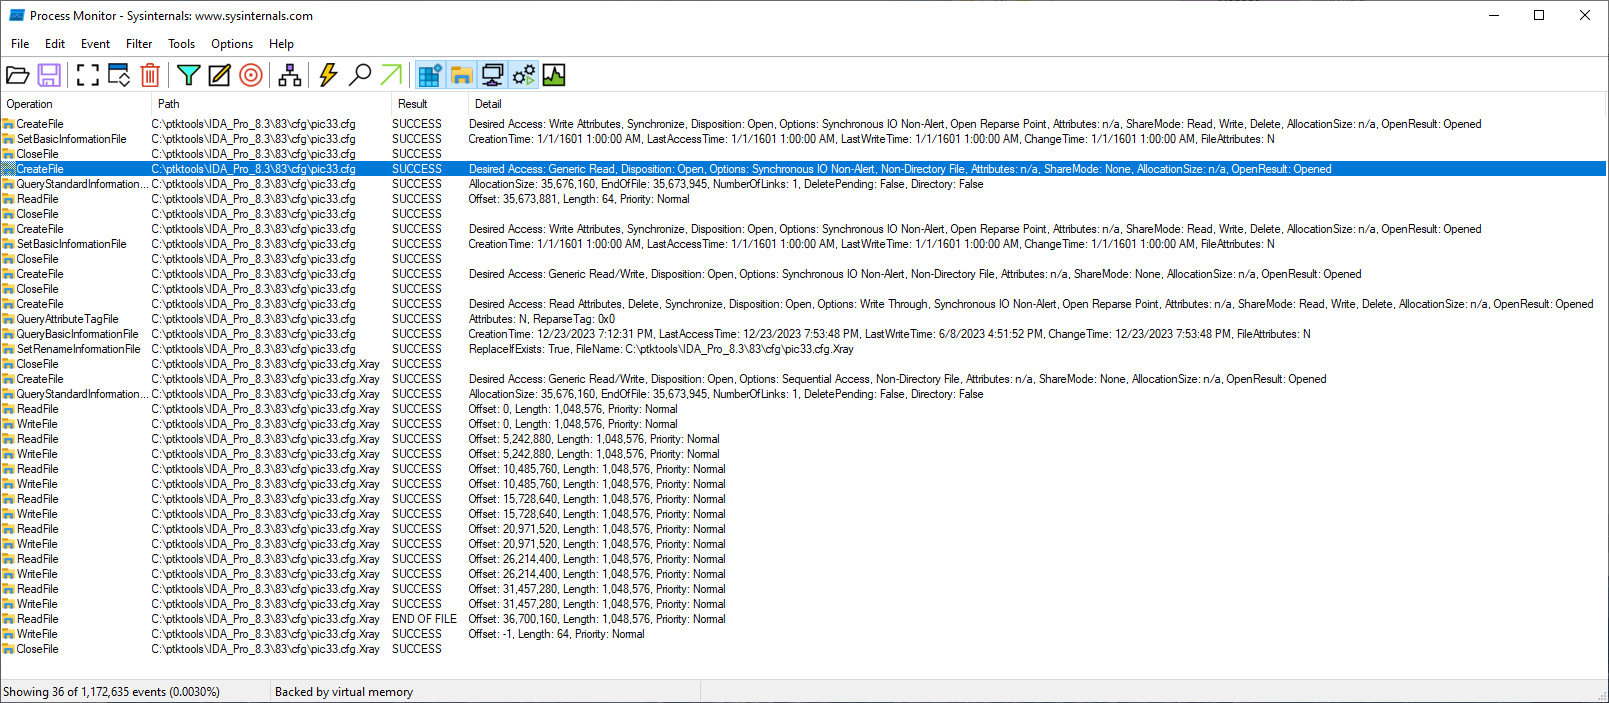 Process Monitor - Sysinternals: www.sysinternals.com
File Edit Event Filter Tools Options Help
Operation Path Result Detail
CreateFile C:\ptktools\IDA_Pro_8.3\83\cfg\pic33.cfg SUCCESS Desired Access: Write Attributes, Synchronize, Disposition: Open, Options: Synchronous IO Non-Alert, Open Reparse Point, Attributes: n/a, ShareMode: Read, Write, Delete, AllocationSize: n/a, OpenResult: Opened
SetBasicInformationFile C:\ptktools\IDA_Pro_8.3\83\cfg\pic33.cfg SUCCESS CreationTime: 1/1/1601 1:00:00 AM, LastAccessTime: 1/1/1601 1:00:00 AM, LastWriteTime: 1/1/1601 1:00:00 AM, ChangeTime: 1/1/1601 1:00:00 AM, FileAttributes: N
CloseFile C:\ptktools\IDA_Pro_8.3\83\cfg\pic33.cfg SUCCESS
CreateFile C:\ptktools\IDA_Pro_8.3\83\cfg\pic33.cfg SUCCESS Desired Access: Generic Read, Disposition: Open, Options: Synchronous IO Non-Alert, Non-Directory File, Attributes: n/a, ShareMode: None, AllocationSize: n/a, OpenResult: Opened
QueryStandardInformation... C:\ptktools\IDA_Pro_8.3\83\cfg\pic33.cfg SUCCESS AllocationSize: 35,676,160, EndOfFile: 35,673,945, NumberOfLinks: 1, DeletePending: False, Directory: False
ReadFile C:\ptktools\IDA_Pro_8.3\83\cfg\pic33.cfg SUCCESS Offset: 35,673,881, Length: 64, Priority: Normal
CloseFile C:\ptktools\IDA_Pro_8.3\83\cfg\pic33.cfg SUCCESS
CreateFile C:\ptktools\IDA_Pro_8.3\83\cfg\pic33.cfg SUCCESS Desired Access: Write Attributes, Synchronize, Disposition: Open, Options: Synchronous IO Non-Alert, Open Reparse Point, Attributes: n/a, ShareMode: Read, Write, Delete, AllocationSize: n/a, OpenResult: Opened
SetBasicInformationFile C:\ptktools\IDA_Pro_8.3\83\cfg\pic33.cfg SUCCESS CreationTime: 1/1/1601 1:00:00 AM, LastAccessTime: 1/1/1601 1:00:00 AM, LastWriteTime: 1/1/1601 1:00:00 AM, ChangeTime: 1/1/1601 1:00:00 AM, FileAttributes: N
CloseFile C:\ptktools\IDA_Pro_8.3\83\cfg\pic33.cfg SUCCESS
CreateFile C:\ptktools\IDA_Pro_8.3\83\cfg\pic33.cfg SUCCESS Desired Access: Generic Read/Write, Disposition: Open, Options: Synchronous IO Non-Alert, Non-Directory File, Attributes: n/a, ShareMode: None, AllocationSize: n/a, OpenResult: Opened
CloseFile C:\ptktools\IDA_Pro_8.3\83\cfg\pic33.cfg SUCCESS
CreateFile C:\ptktools\IDA_Pro_8.3\83\cfg\pic33.cfg SUCCESS Desired Access: Read Attributes, Delete, Synchronize, Disposition: Open, Options: Write Through, Synchronous IO Non-Alert, Open Reparse Point, Attributes: n/a, ShareMode: Read, Write, Delete, AllocationSize: n/a, OpenResult: Opened
QueryAttributeTagFile C:\ptktools\IDA_Pro_8.3\83\cfg\pic33.cfg SUCCESS Attributes: N, ReparseTag: 0x0
QueryBasicInformationFile C:\ptktools\IDA_Pro_8.3\83\cfg\pic33.cfg SUCCESS CreationTime: 12/23/2023 7:12:31 PM, LastAccessTime: 12/23/2023 7:53:48 PM, LastWriteTime: 6/8/2023 4:51:52 PM, ChangeTime: 12/23/2023 7:53:48 PM, FileAttributes: N
SetRenameInformationFile C:\ptktools\IDA_Pro_8.3\83\cfg\pic33.cfg SUCCESS ReplaceIfExists: True, FileName: C:\ptktools\IDA_Pro_8.3\83\cfg\pic33.cfg.Xray
CloseFile C:\ptktools\IDA_Pro_8.3\83\cfg\pic33.cfg.Xray SUCCESS
CreateFile C:\ptktools\IDA_Pro_8.3\83\cfg\pic33.cfg.Xray SUCCESS Desired Access: Generic Read/Write, Disposition: Open, Options: Sequential Access, Non-Directory File, Attributes: n/a, ShareMode: None, AllocationSize: n/a, OpenResult: Opened
QueryStandardInformation... C:\ptktools\IDA_Pro_8.3\83\cfg\pic33.cfg.Xray SUCCESS AllocationSize: 35,676,160, EndOfFile: 35,673,945, NumberOfLinks: 1, DeletePending: False, Directory: False
ReadFile C:\ptktools\IDA_Pro_8.3\83\cfg\pic33.cfg.Xray SUCCESS Offset: 0, Length: 1,048,576, Priority: Normal
WriteFile C:\ptktools\IDA_Pro_8.3\83\cfg\pic33.cfg.Xray SUCCESS Offset: 0, Length: 1,048,576, Priority: Normal
ReadFile C:\ptktools\IDA_Pro_8.3\83\cfg\pic33.cfg.Xray SUCCESS Offset: 5,242,880, Length: 1,048,576, Priority: Normal
WriteFile C:\ptktools\IDA_Pro_8.3\83\cfg\pic33.cfg.Xray SUCCESS Offset: 5,242,880, Length: 1,048,576, Priority: Normal
ReadFile C:\ptktools\IDA_Pro_8.3\83\cfg\pic33.cfg.Xray SUCCESS Offset: 10,485,760, Length: 1,048,576, Priority: Normal
WriteFile C:\ptktools\IDA_Pro_8.3\83\cfg\pic33.cfg.Xray SUCCESS Offset: 10,485,760, Length: 1,048,576, Priority: Normal
ReadFile C:\ptktools\IDA_Pro_8.3\83\cfg\pic33.cfg.Xray SUCCESS Offset: 15,728,640, Length: 1,048,576, Priority: Normal
WriteFile C:\ptktools\IDA_Pro_8.3\83\cfg\pic33.cfg.Xray SUCCESS Offset: 15,728,640, Length: 1,048,576, Priority: Normal
ReadFile C:\ptktools\IDA_Pro_8.3\83\cfg\pic33.cfg.Xray SUCCESS Offset: 20,971,520, Length: 1,048,576, Priority: Normal
WriteFile C:\ptktools\IDA_Pro_8.3\83\cfg\pic33.cfg.Xray SUCCESS Offset: 20,971,520, Length: 1,048,576, Priority: Normal
ReadFile C:\ptktools\IDA_Pro_8.3\83\cfg\pic33.cfg.Xray SUCCESS Offset: 26,214,400, Length: 1,048,576, Priority: Normal
WriteFile C:\ptktools\IDA_Pro_8.3\83\cfg\pic33.cfg.Xray SUCCESS Offset: 26,214,400, Length: 1,048,576, Priority: Normal
ReadFile C:\ptktools\IDA_Pro_8.3\83\cfg\pic33.cfg.Xray SUCCESS Offset: 31,457,280, Length: 1,048,576, Priority: Normal
WriteFile C:\ptktools\IDA_Pro_8.3\83\cfg\pic33.cfg.Xray SUCCESS Offset: 31,457,280, Length: 1,048,576, Priority: Normal
ReadFile C:\ptktools\IDA_Pro_8.3\83\cfg\pic33.cfg.Xray END OF FILE Offset: 36,700,160, Length: 1,048,576, Priority: Normal
WriteFile C:\ptktools\IDA_Pro_8.3\83\cfg\pic33.cfg.Xray SUCCESS Offset: -1, Length: 64, Priority: Normal
CloseFile C:\ptktools\IDA_Pro_8.3\83\cfg\pic33.cfg.Xray SUCCESS
Showing 36 of 1,172,635 events (0.0030%) Backed by virtual memory